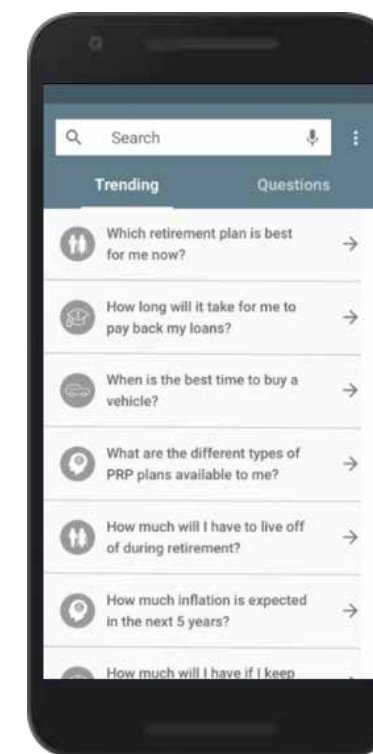 Search
Trending Questions
Which retirement plan is best
for me now?
How long will it take for me to
pay back my loans?
When is the best time to buy a
vehicle?
What are the different types of
PRP plans available to me?
How much will I have to live off
of during retirement?
How much inflation is expected
in the next 5 years?
How much will I have if I keep